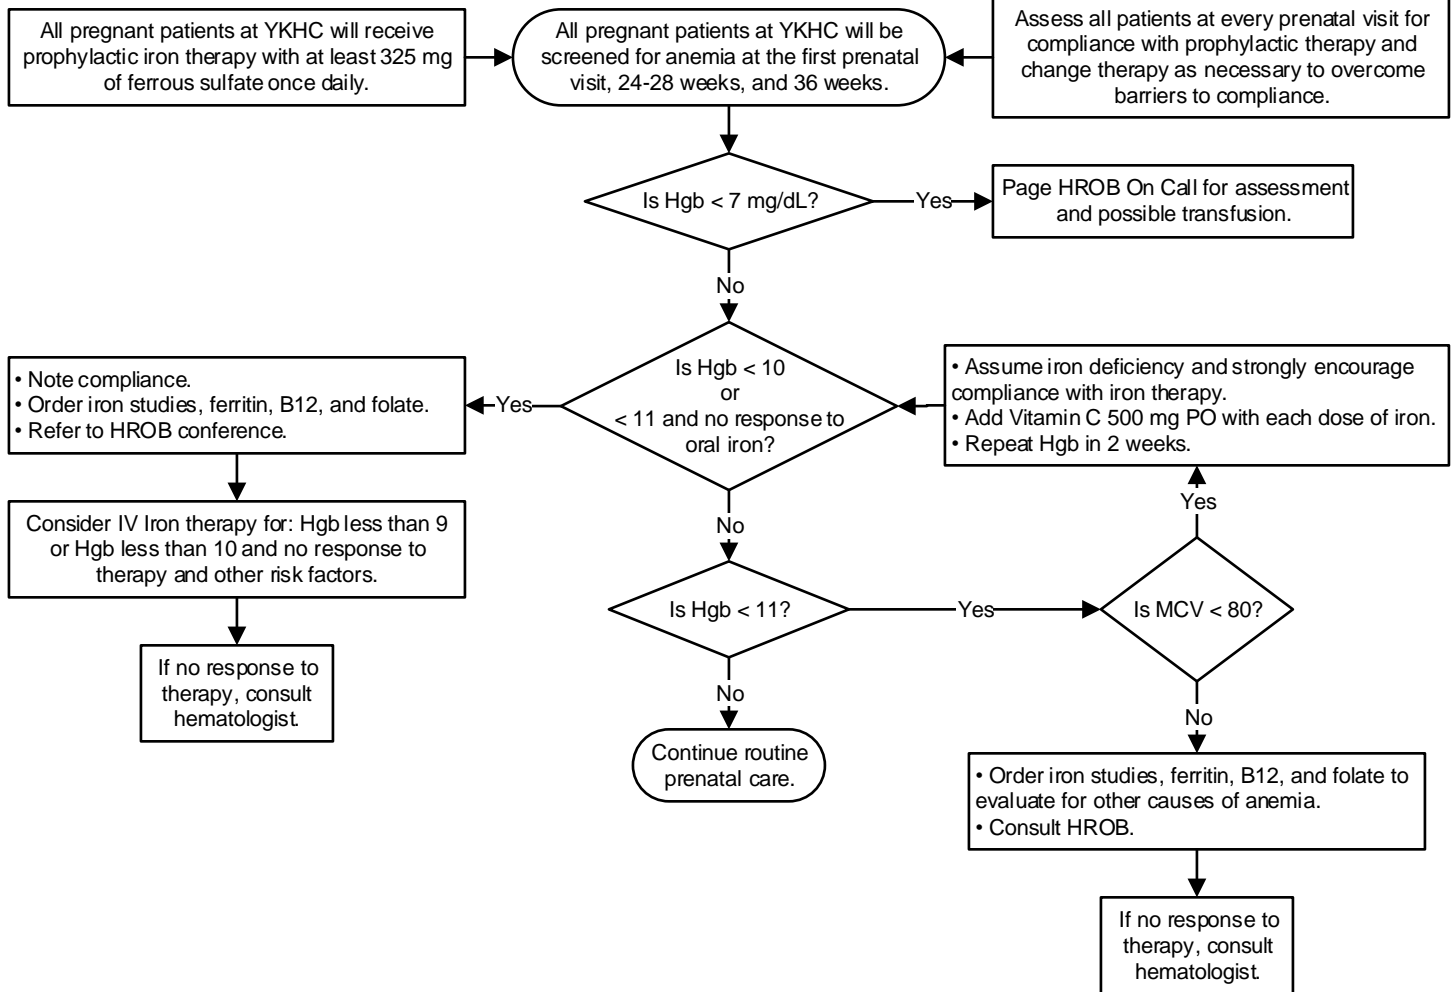 All pregnant patients at YKHC will receive
prophylactic iron therapy with at least 325 mg
of ferrous sulfate once daily.
All pregnant patients at YKHC will be
screened for anemia at the first prenatal
visit, 24-28 weeks, and 36 weeks.
Assess all patients at every prenatal visit for
compliance with prophylactic therapy and
change therapy as necessary to overcome
barriers to compliance.
Is Hgb < 7 mg/dL?
Yes
Page HROB On Call for assessment
and possible transfusion.
No
Is Hgb < 10
or
< 11 and no response to
oral iron?
Yes
• Note compliance.
• Order iron studies, ferritin, B12, and folate.
• Refer to HROB conference.
Consider IV Iron therapy for: Hgb less than 9
or Hgb less than 10 and no response to
therapy and other risk factors.
If no response to
therapy, consult
hematologist.
• Assume iron deficiency and strongly encourage
compliance with iron therapy.
• Add Vitamin C 500 mg PO with each dose of iron.
• Repeat Hgb in 2 weeks.
Yes
No
Is Hgb < 11?
Yes
Is MCV < 80?
No
Continue routine
prenatal care.
No
• Order iron studies, ferritin, B12, and folate to
evaluate for other causes of anemia.
• Consult HROB.
If no response to
therapy, consult
hematologist.